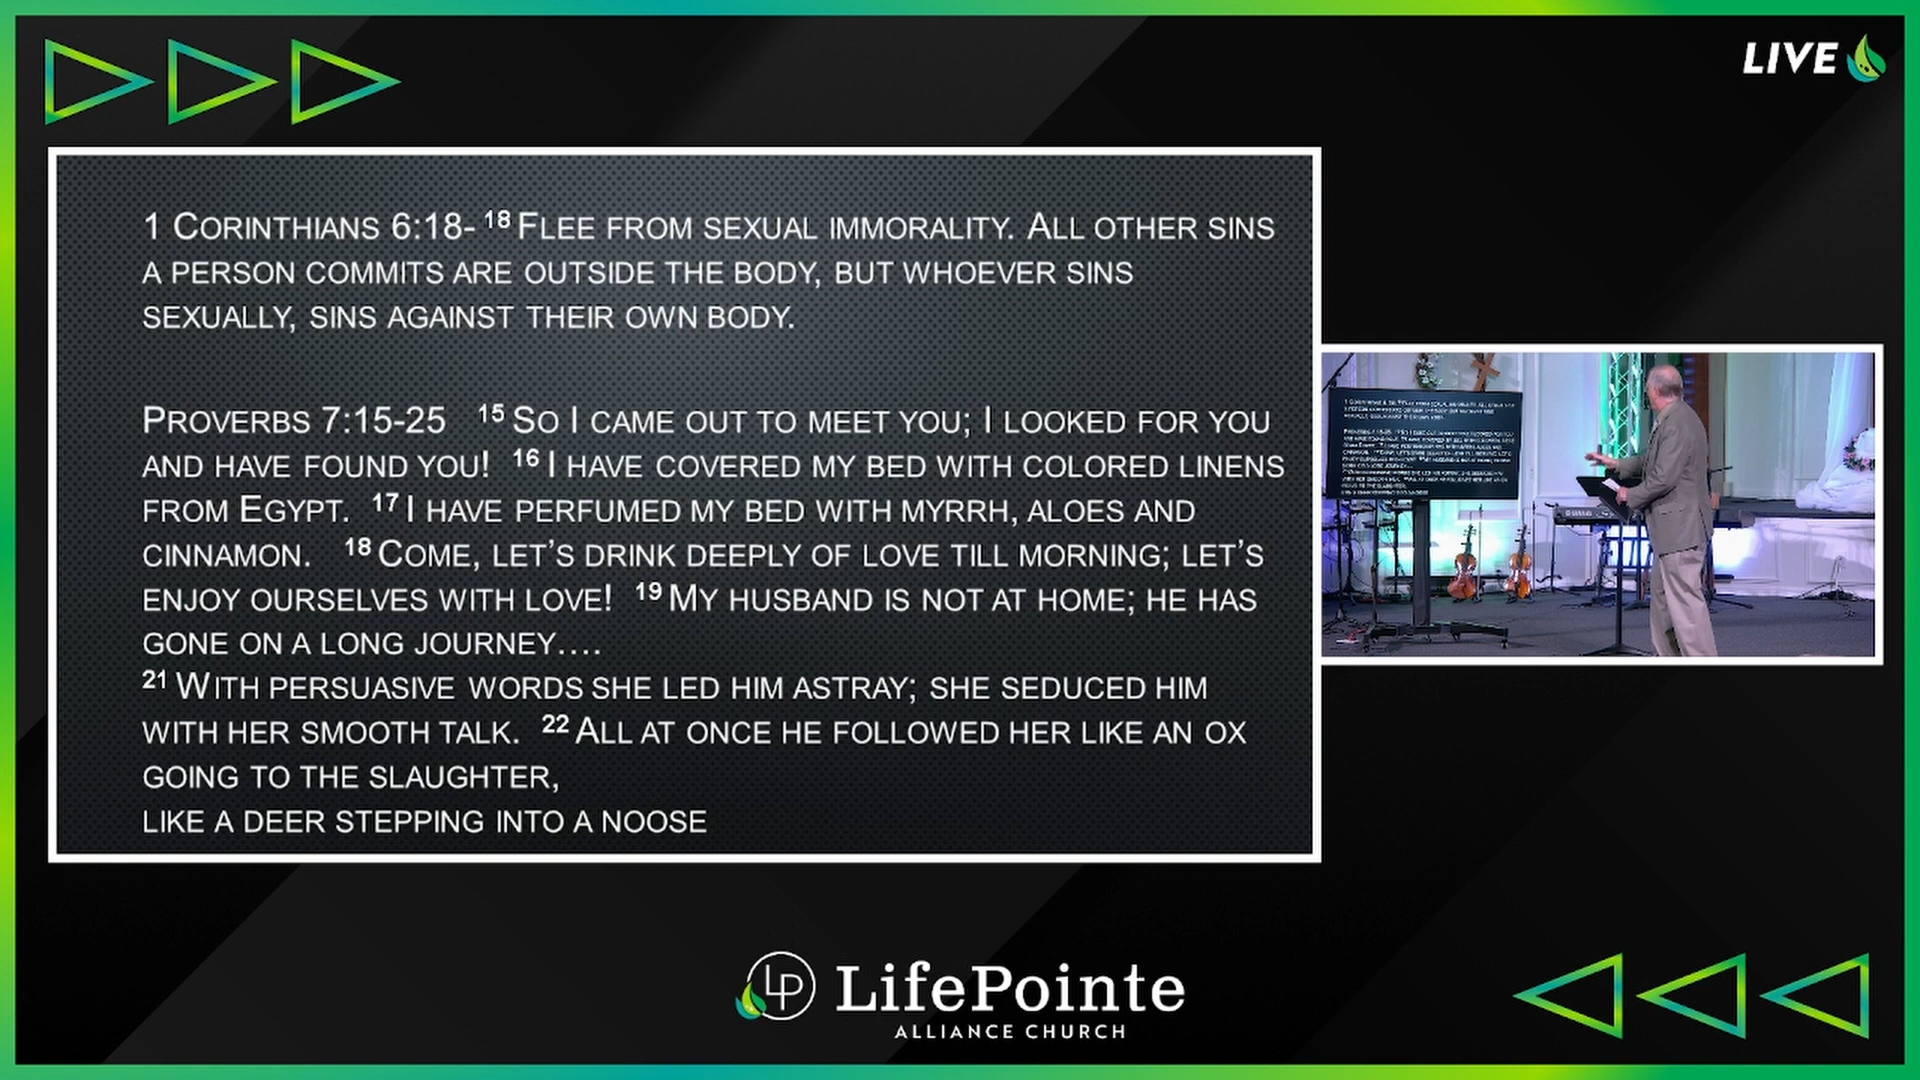 LIVE
1 Corinthians 6:18- 18 Flee from sexual immorality. All other sins
a person commits are outside the body, but whoever sins
sexually, sins against their own body.
Proverbs 7:15-25 15 So I came out to meet you; I looked for you
and have found you! 16 I have covered my bed with colored linens
from Egypt. 17 I have perfumed my bed with myrrh, aloes and
cinnamon. 18 Come, let’s drink deeply of love till morning; let’s
enjoy ourselves with love! 19 My husband is not at home; he has
gone on a long journey....
21 With persuasive words she led him astray; she seduced him
with her smooth talk. 22 All at once he followed her like an ox
going to the slaughter,
like a deer stepping into a noose
LP LifePointe
ALLIANCE CHURCH